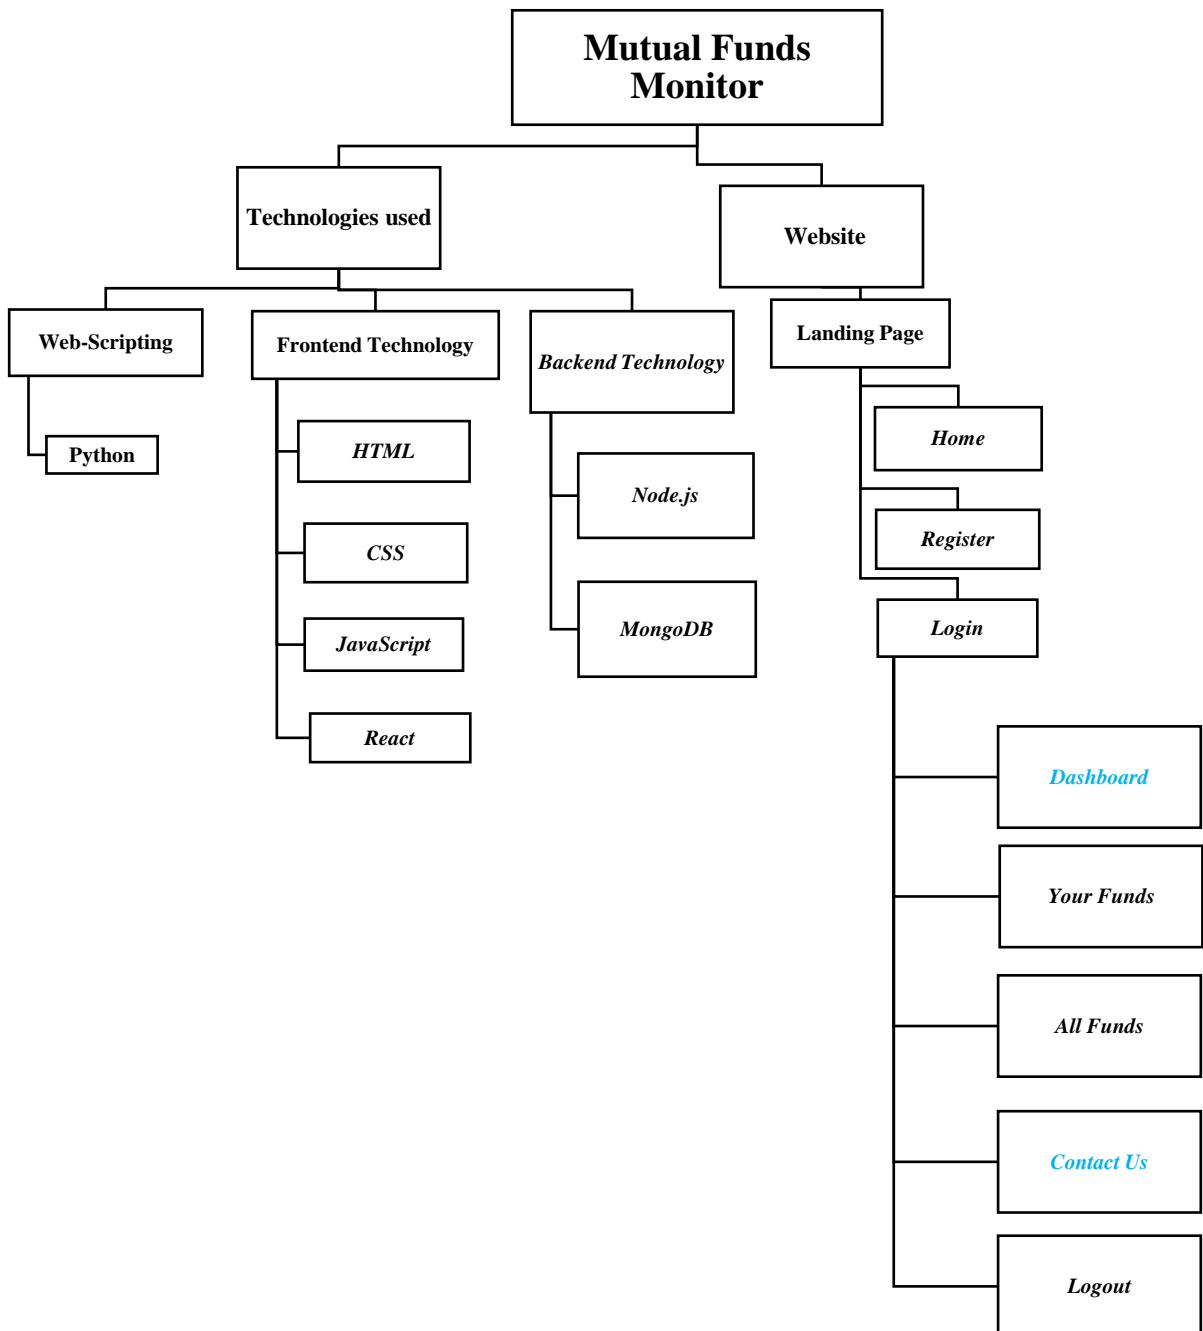 Mutual Funds
Monitor
Technologies used
Website
Web-Scripting
Frontend Technology
Backend Technology
Landing Page
Python
HTML
CSS
JavaScript
React
Node.js
MongoDB
Home
Register
Login
Dashboard
Your Funds
All Funds
Contact Us
Logout